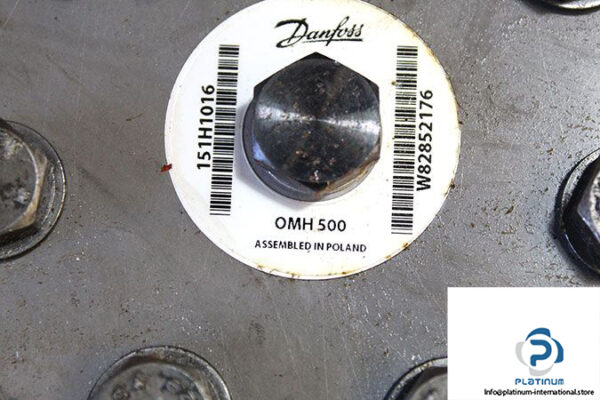 Danfoss
151H1016
W82852176
OMH 500
ASSEMBLED IN POLAND
PLATINUM
Info@platinum-international.store